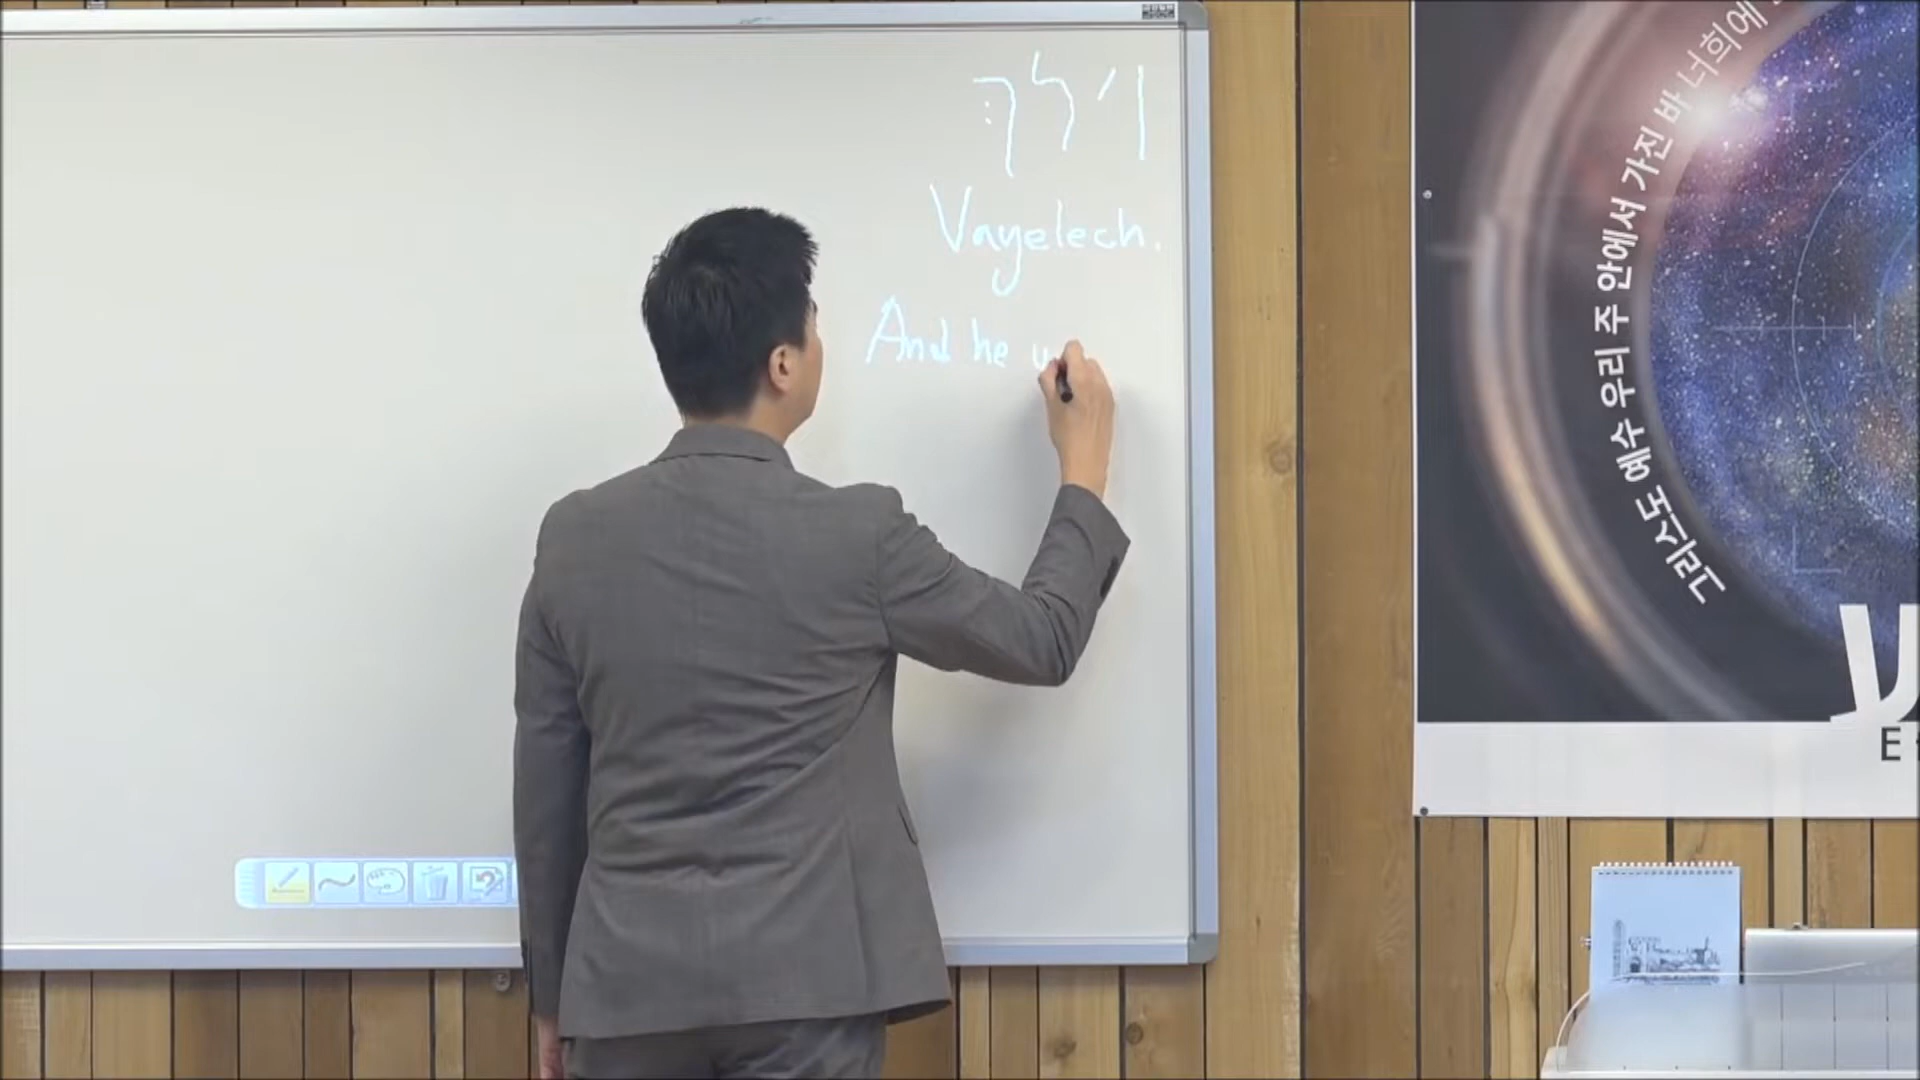 וילךְ
Vayelech.
And he
그리스도 예수 우리 주 안에서 가진 바 너희에
ע
E